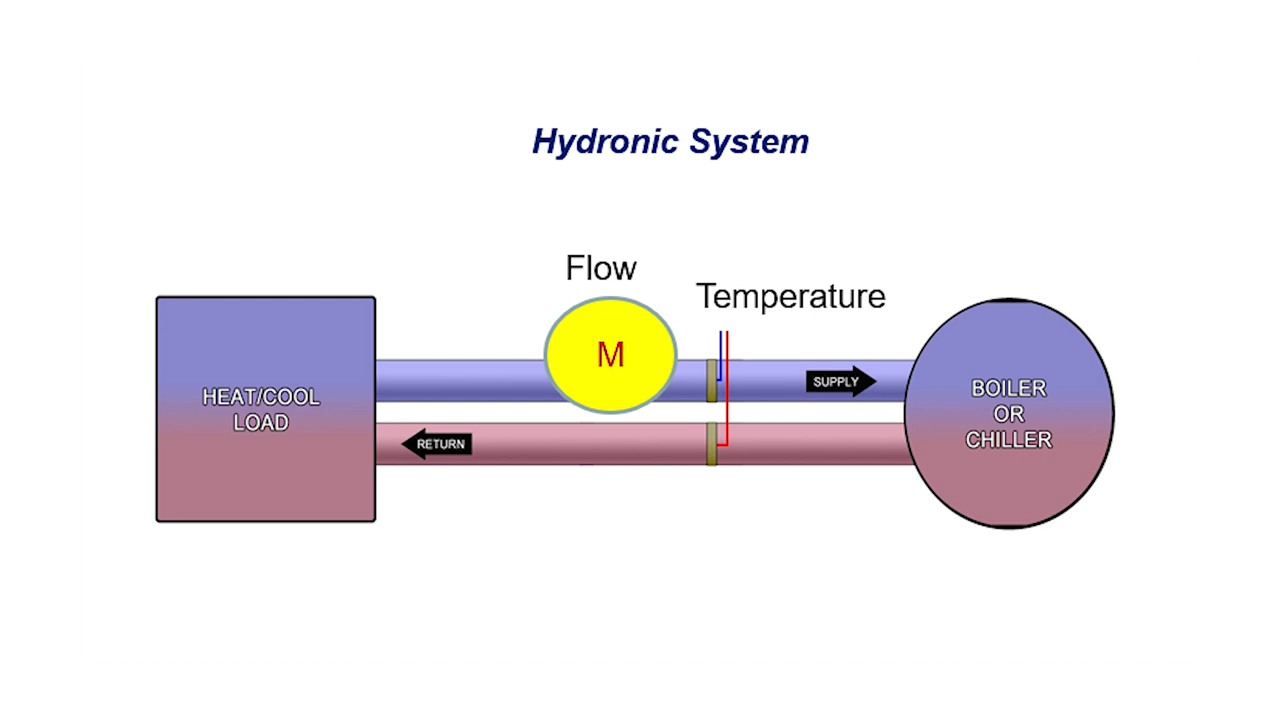 Hydronic System
Flow
Temperature
M
SUPPLY
HEAT/COOL
LOAD
BOILER
OR
CHILLER
RETURN